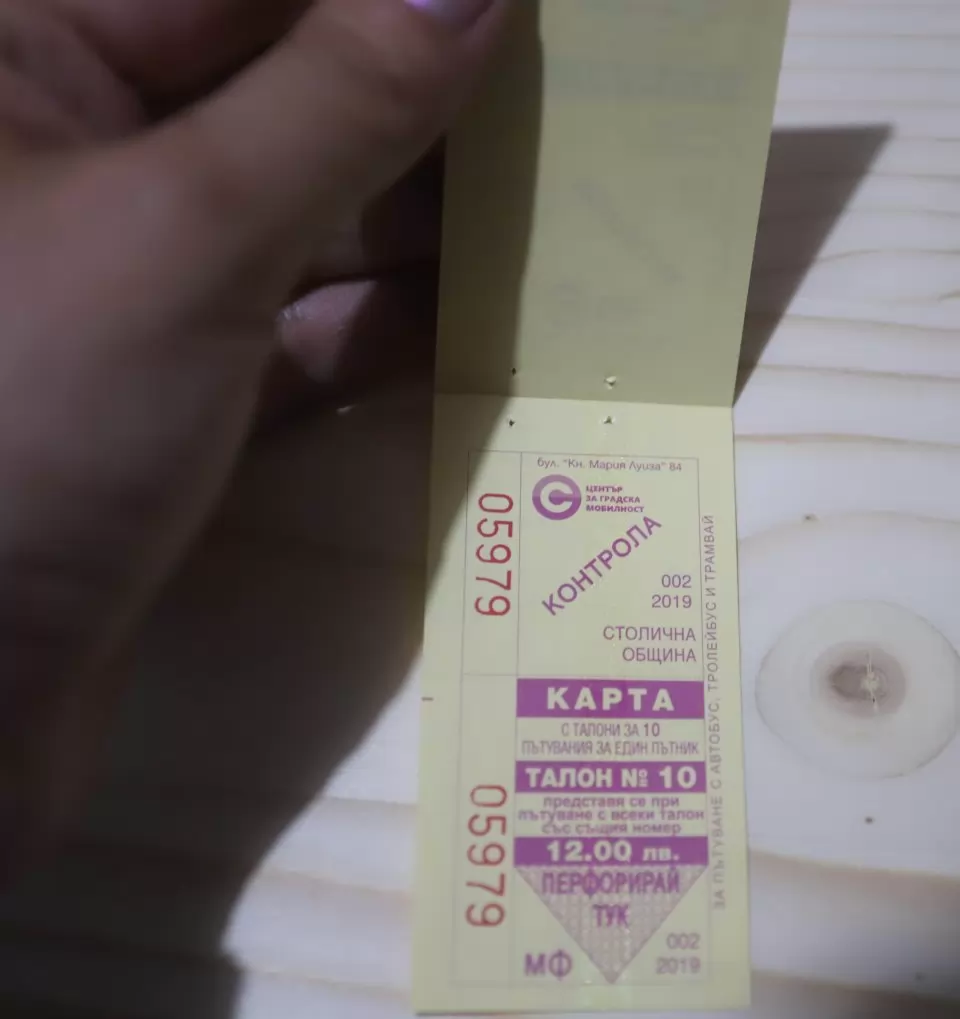 бул. "Кн. Мария Луиза" 84
ЦЕНТЪР
ЗА ГРАДСКА
МОБИЛНОСТ
КОНТРОЛА
05979
002
2019
СТОЛИЧНА
ОБЩИНА
КАРТА
С ТАЛОНИ ЗА 10
ПЪТУВАНИЯ ЗА ЕДИН ПЪТНИК
ТАЛОН № 10
представя се при
пътуване с всеки талон
със същия номер
12.00 лв.
ПЕРФОРИРАЙ
ТУК
05979
МФ
002
2019
ЗА ПЪТУВАНЕ С АВТОБУС, ТРОЛЕЙБУС И ТРАМВАЙ